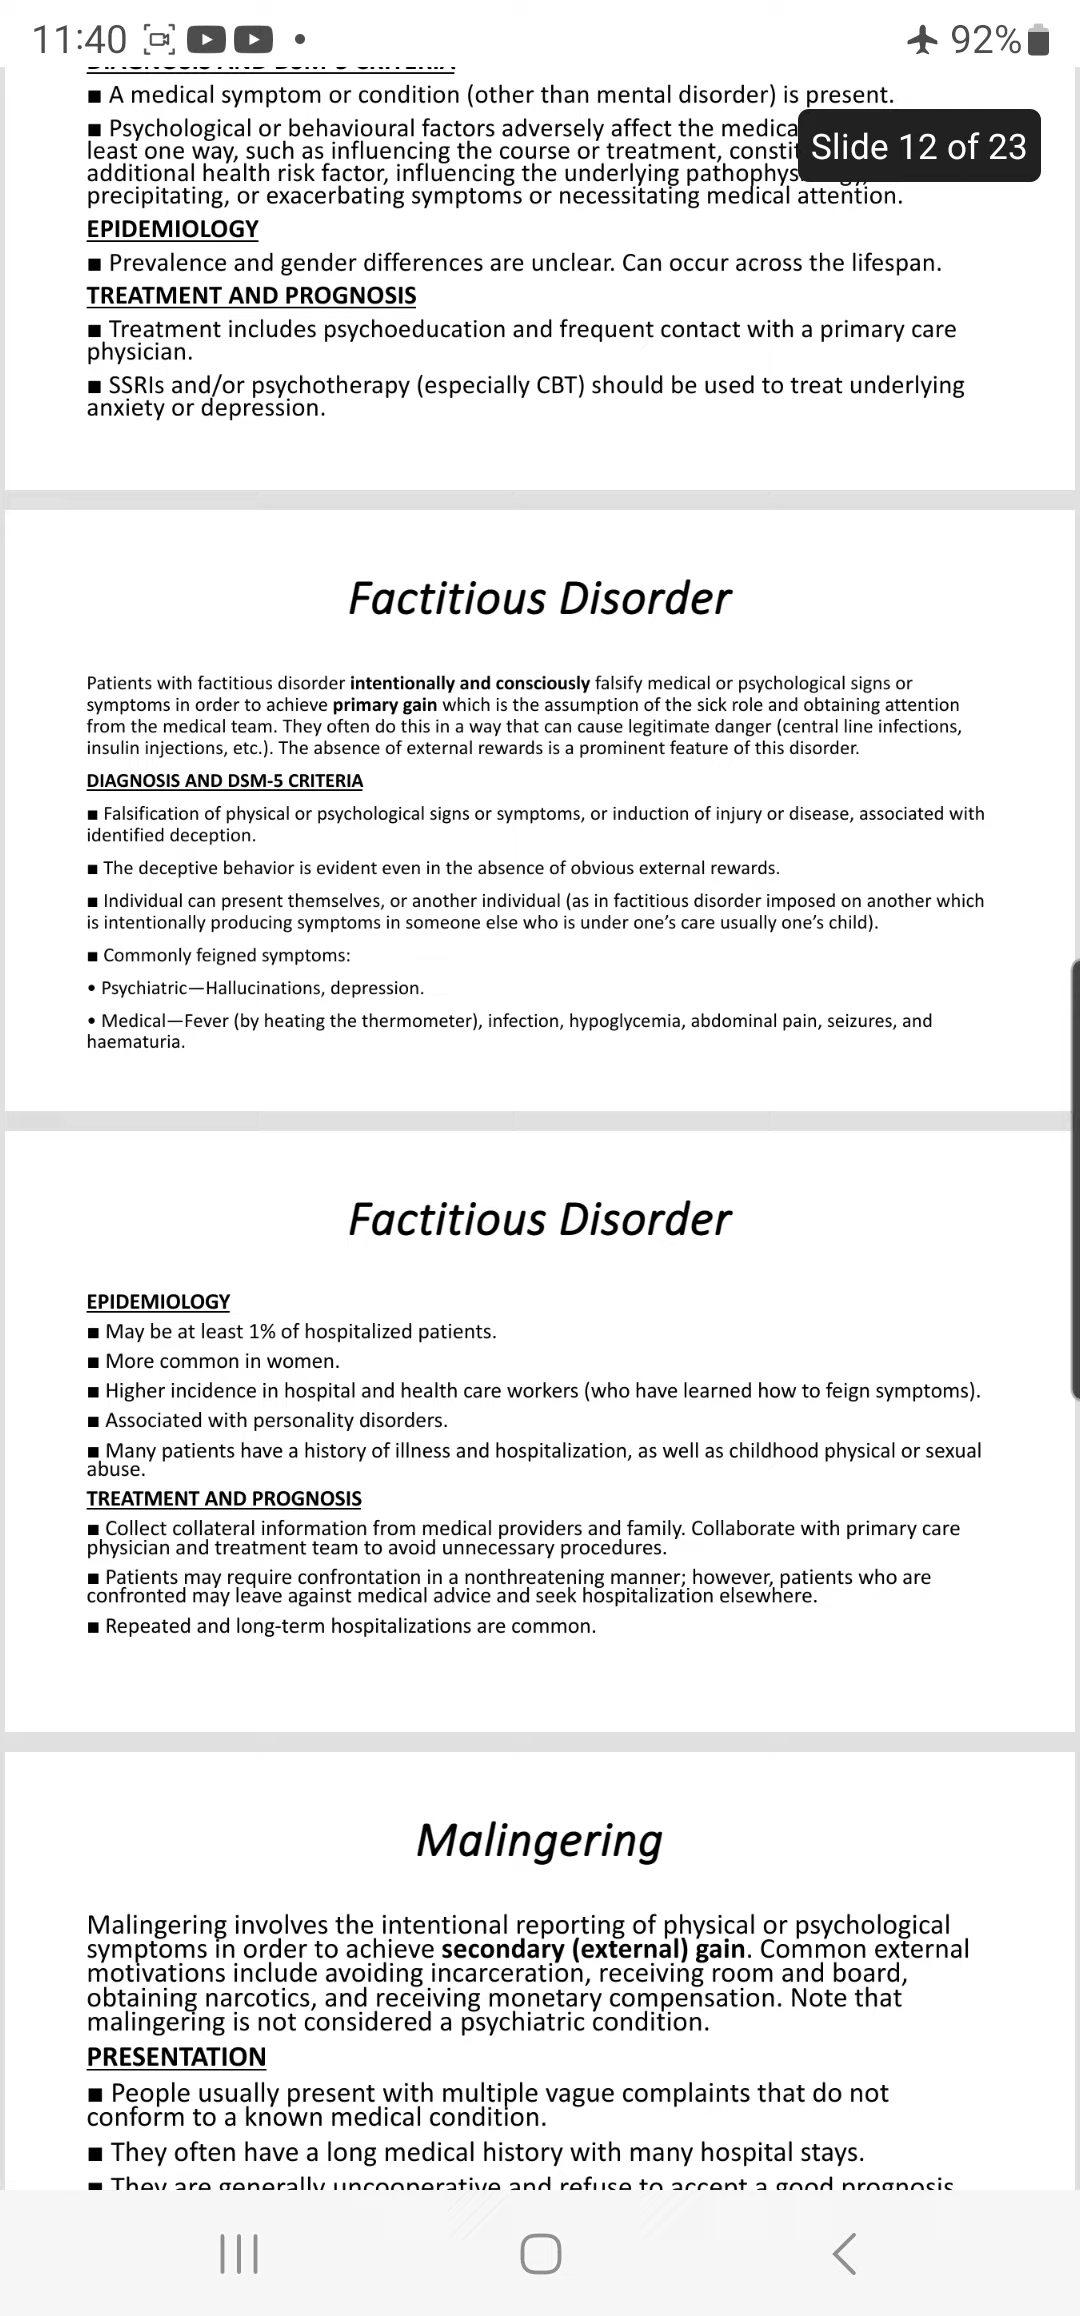 11:40
92%
DIAGNOSIS AND DSM-5 CRITERIA
■ A medical symptom or condition (other than mental disorder) is present.
■ Psychological or behavioural factors adversely affect the medica
Slide 12 of 23
least one way, such as influencing the course or treatment, constit
additional health risk factor, influencing the underlying
precipitating, or exacerbating symptoms or necessitating medical attention.
EPIDEMIOLOGY
■ Prevalence and gender differences are unclear. Can occur across the lifespan.
TREATMENT AND PROGNOSIS
■ Treatment includes psychoeducation and frequent contact with a primary care
physician.
■ SSRIs and/or psychotherapy (especially CBT) should be used to treat underlying
anxiety or depression.
Factitious Disorder
Patients with factitious disorder intentionally and consciously falsify medical or psychological signs or
symptoms in order to achieve primary gain which is the assumption of the sick role and obtaining attention
from the medical team. They often do this in a way that can cause legitimate danger (central line infections,
insulin injections, etc.). The absence of external rewards is a prominent feature of this disorder.
DIAGNOSIS AND DSM-5 CRITERIA
■ Falsification of physical or psychological signs or symptoms, or induction of injury or disease, associated with
identified deception.
■ The deceptive behavior is evident even in the absence of obvious external rewards.
■ Individual can present themselves, or another individual (as in factitious disorder imposed on another which
is intentionally producing symptoms in someone else who is under one's care usually one's child).
■ Commonly feigned symptoms:
• Psychiatric—Hallucinations, depression.
• Medical—Fever (by heating the thermometer), infection, hypoglycemia, abdominal pain, seizures, and
haematuria.
Factitious Disorder
EPIDEMIOLOGY
■ May be at least 1% of hospitalized patients.
■ More common in women.
■ Higher incidence in hospital and health care workers (who have learned how to feign symptoms).
■ Associated with personality disorders.
■ Many patients have a history of illness and hospitalization, as well as childhood physical or sexual
abuse.
TREATMENT AND PROGNOSIS
■ Collect collateral information from medical providers and family. Collaborate with primary care
physician and treatment team to avoid unnecessary procedures.
■ Patients may require confrontation in a nonthreatening manner; however, patients who are
confronted may leave against medical advice and seek hospitalization elsewhere.
■ Repeated and long-term hospitalizations are common.
Malingering
Malingering involves the intentional reporting of physical or psychological
symptoms in order to achieve secondary (external) gain. Common external
motivations include avoiding incarceration, receiving room and board,
obtaining narcotics, and receiving monetary compensation. Note that
malingering is not considered a psychiatric condition.
PRESENTATION
■ People usually present with multiple vague complaints that do not
conform to a known medical condition.
■ They often have a long medical history with many hospital stays.
■ They are generally uncooperative and refuse to accept a good prognosis